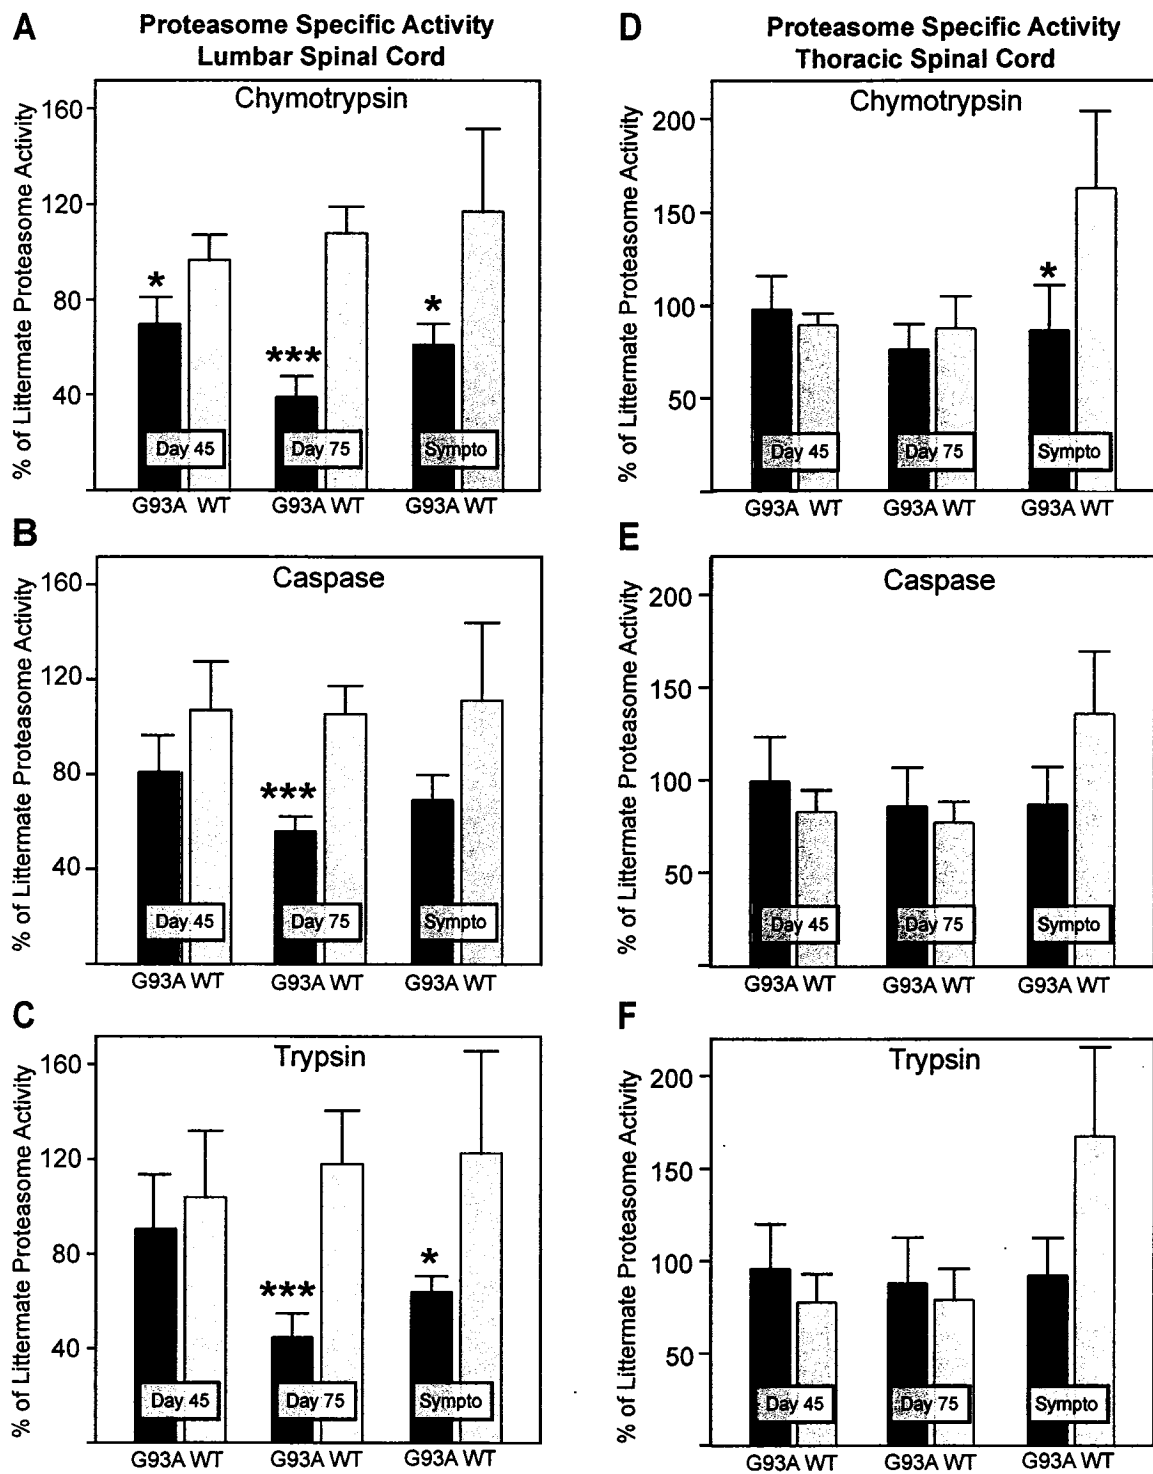 A
Proteasome Specific Activity
Lumbar Spinal Cord
Chymotrypsin
% of Littermate Proteasome Activity
160
120
80
40
*
***
*
Day 45
Day 75
Sympto
G93A WT
G93A WT
G93A WT
B
Caspase
% of Littermate Proteasome Activity
160
120
80
40
***
Day 45
Day 75
Sympto
G93A WT
G93A WT
G93A WT
C
Trypsin
% of Littermate Proteasome Activity
160
120
80
40
***
*
Day 45
Day 75
Sympto
G93A WT
G93A WT
G93A WT
D
Proteasome Specific Activity
Thoracic Spinal Cord
Chymotrypsin
% of Littermate Proteasome Activity
200
150
100
50
*
Day 45
Day 75
Sympto
G93A WT
G93A WT
G93A WT
E
Caspase
% of Littermate Proteasome Activity
200
150
100
50
Day 45
Day 75
Sympto
G93A WT
G93A WT
G93A WT
F
Trypsin
% of Littermate Proteasome Activity
200
150
100
50
Day 45
Day 75
Sympto
G93A WT
G93A WT
G93A WT